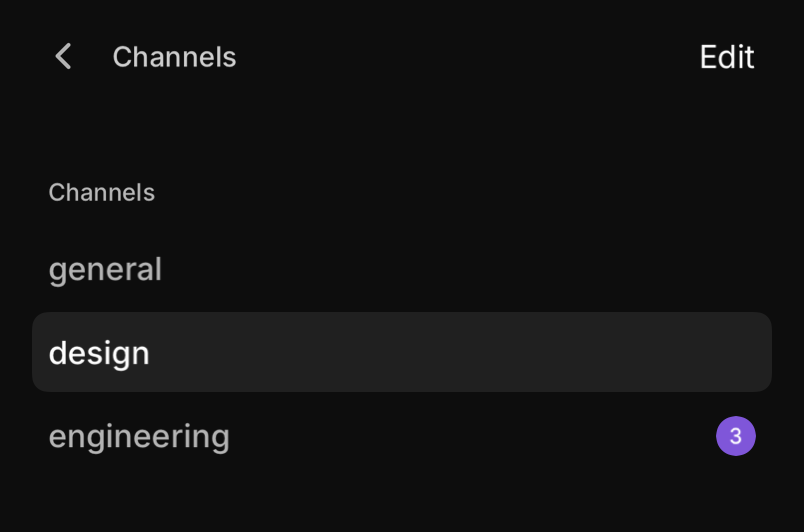 Channels Edit
Channels
general
design
engineering 3